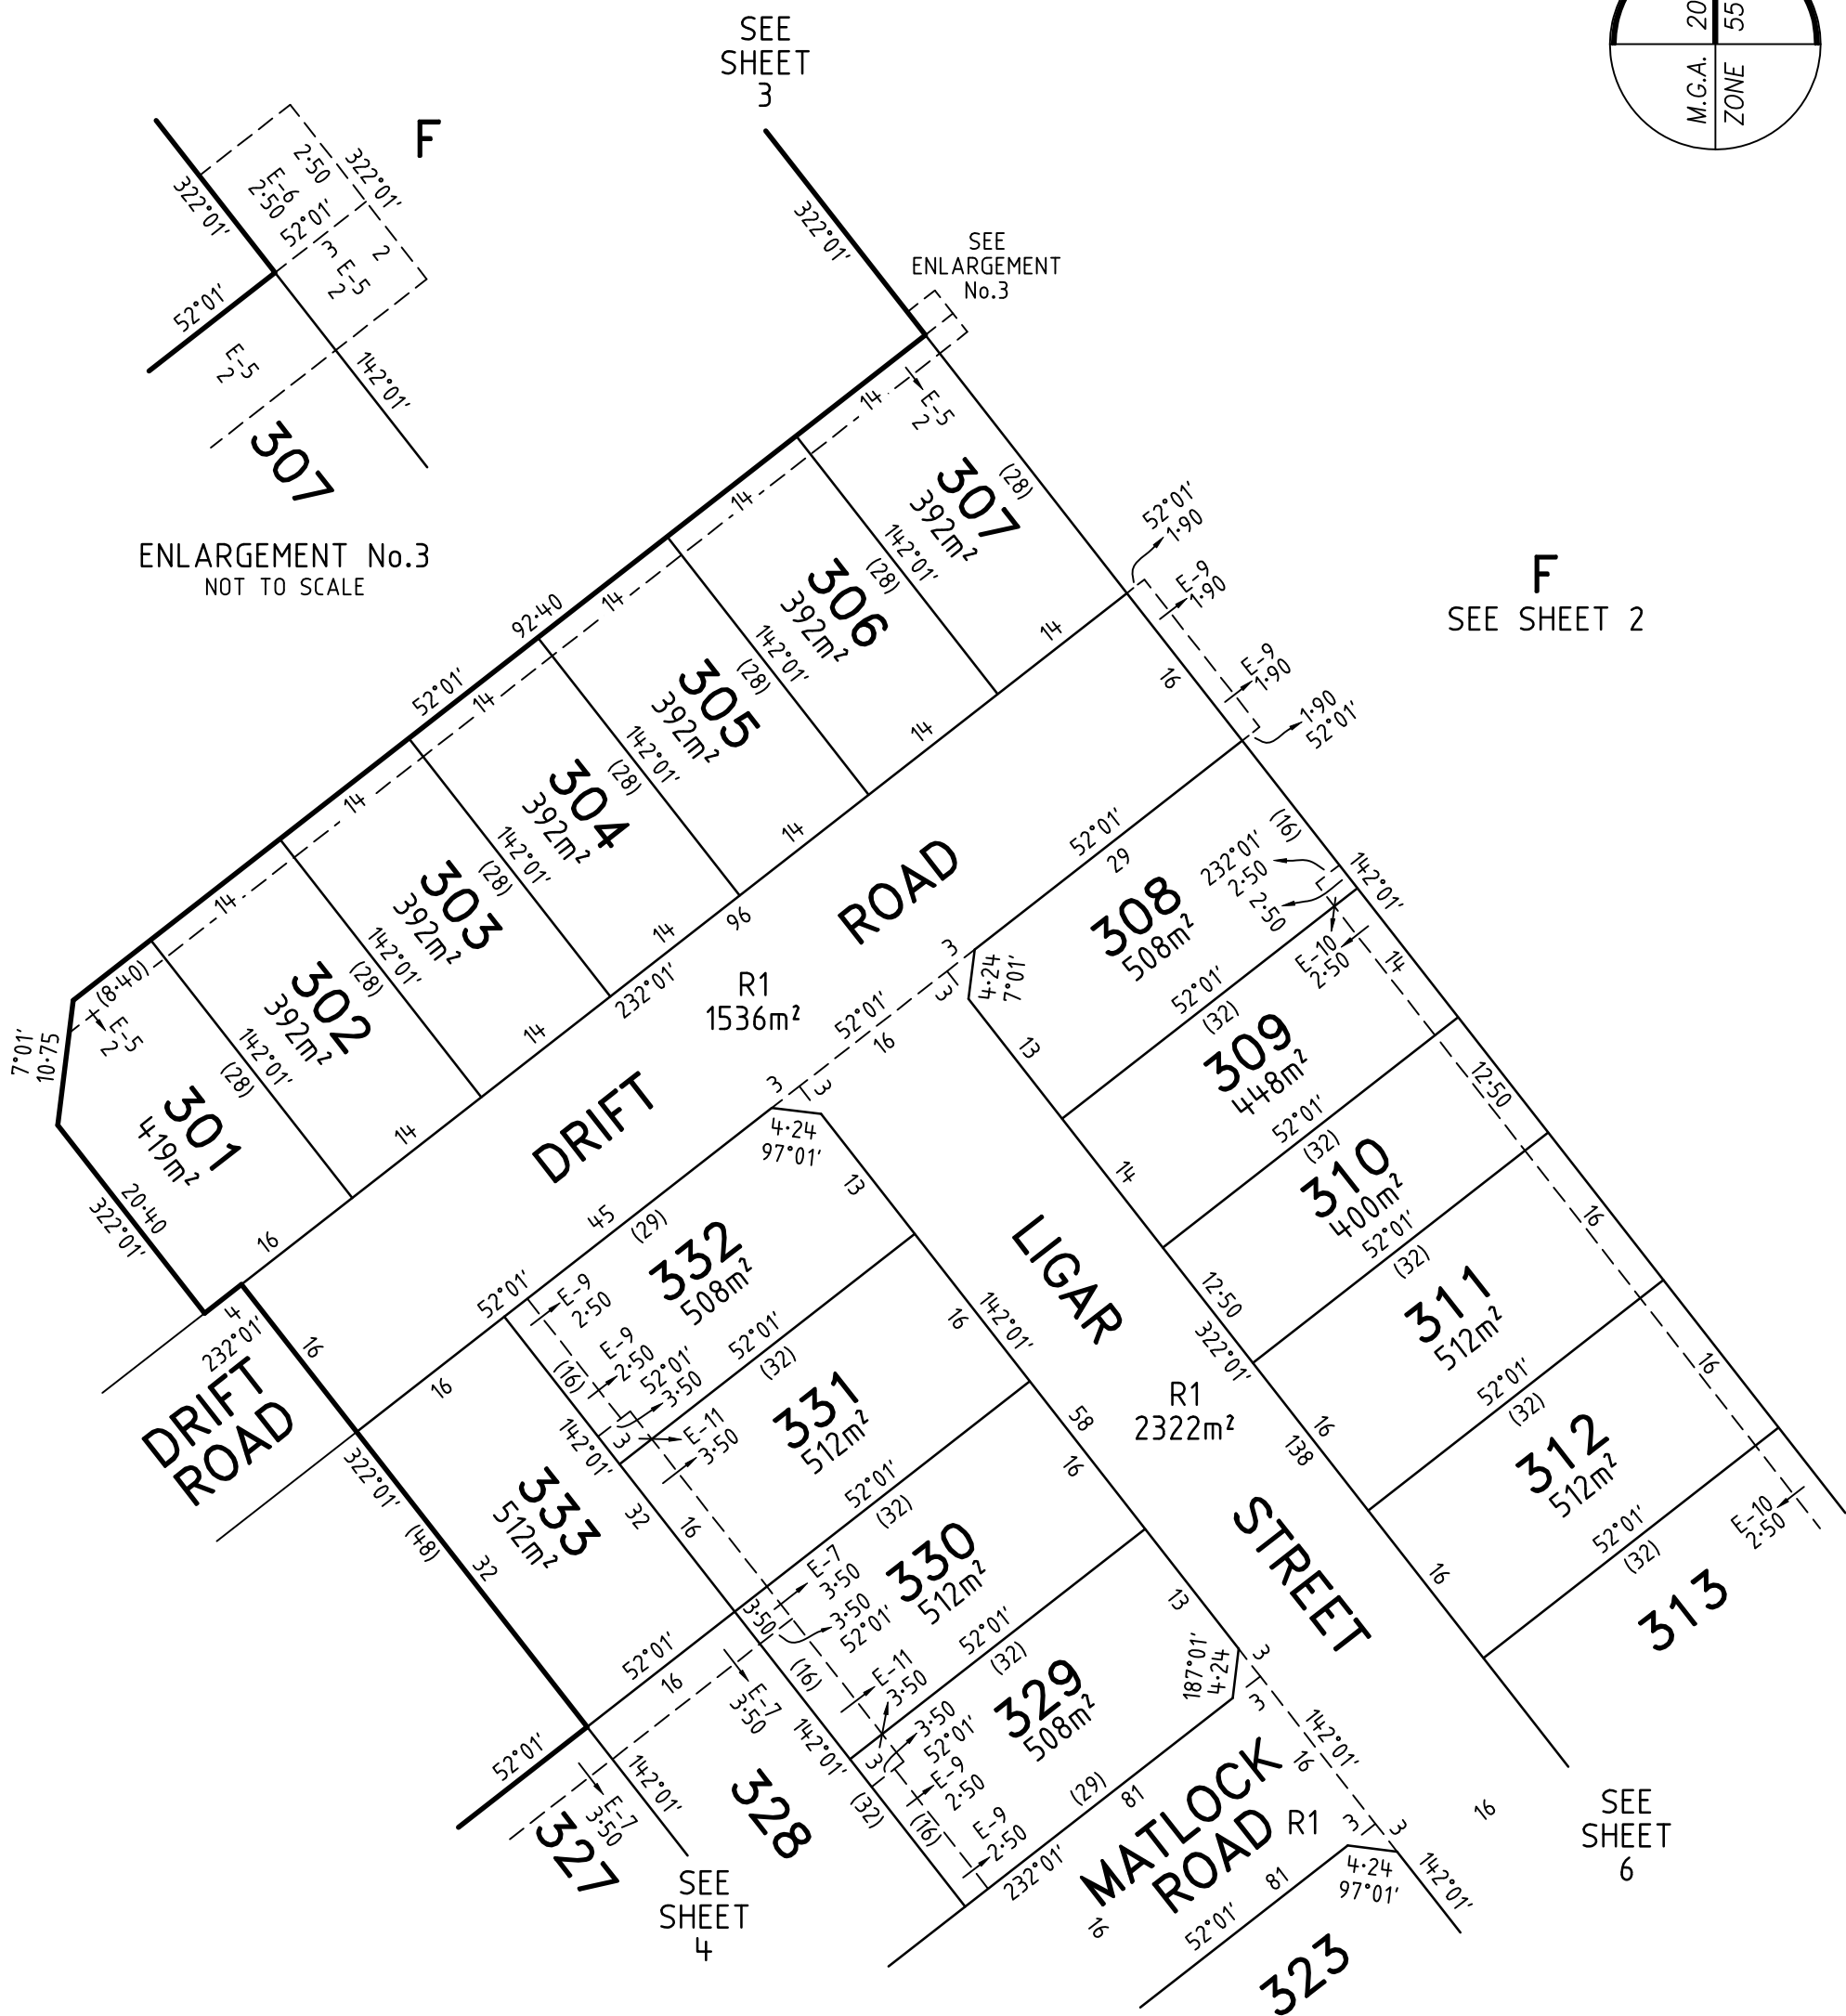 SEE
SHEET
3
M.G.A. 20
ZONE 55
F
322°01'
2·50
E-6
2·50
52°01'
3
322°01'
2
E-5
2
52°01'
E-5
2
142°01'
307
ENLARGEMENT No.3
NOT TO SCALE
322°01'
SEE
ENLARGEMENT
No.3
14
E-5
2
(28)
307
392m²
142°01'
(28)
14
306
392m²
142°01'
(28)
14
14
305
392m²
142°01'
(28)
14
14
304
392m²
142°01'
(28)
14
14
303
392m²
142°01'
(28)
14
14
302
392m²
142°01'
(28)
14
14
92·40
52°01'
(8·40)
E-5
2
7°01'
10·75
301
419m²
20·40
322°01'
16
4
232°01'
DRIFT
ROAD
16
52°01'
1·90
E-9
1·90
E-9
1·90
1·90
52°01'
16
F
SEE SHEET 2
DRIFT
ROAD
96
232°01'
R1
1536m²
52°01'
16
3
3
3
3
52°01'
29
(16)
232°01'
2·50
2·50
142°01'
308
508m²
4·24
7°01'
13
52°01'
(32)
E-10
2·50
14
309
448m²
14
52°01'
(32)
12·50
310
400m²
12·50
52°01'
(32)
16
311
512m²
322°01'
16
138
52°01'
(32)
16
312
512m²
16
52°01'
(32)
E-10
2·50
313
4·24
97°01'
13
45
(29)
332
508m²
52°01'
E-9
2·50
E-9
2·50
52°01'
3·50
(16)
142°01'
3
E-11
3·50
52°01'
(32)
LIGAR
STREET
142°01'
16
58
R1
2322m²
331
512m²
16
52°01'
(32)
16
16
333
512m²
32
322°01'
(48)
32
52°01'
16
E-7
3·50
3·50
3·50
52°01'
(16)
330
512m²
13
E-11
3·50
52°01'
(32)
E-7
3·50
142°01'
(32)
328
3
3·50
52°01'
E-9
2·50
(16)
E-9
2·50
329
508m²
187°01'
4·24
3
3
142°01'
16
(29)
81
232°01'
MATLOCK
ROAD
R1
3
3
4·24
97°01'
142°01'
81
52°01'
16
323
16
52°01'
E-7
3·50
142°01'
327
SEE
SHEET
4
SEE
SHEET
6